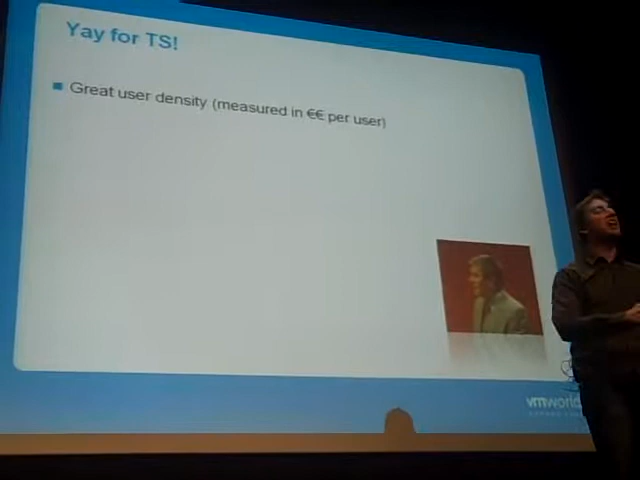 Yay for TS!
Great user density (measured in €€ per user)
vmworld